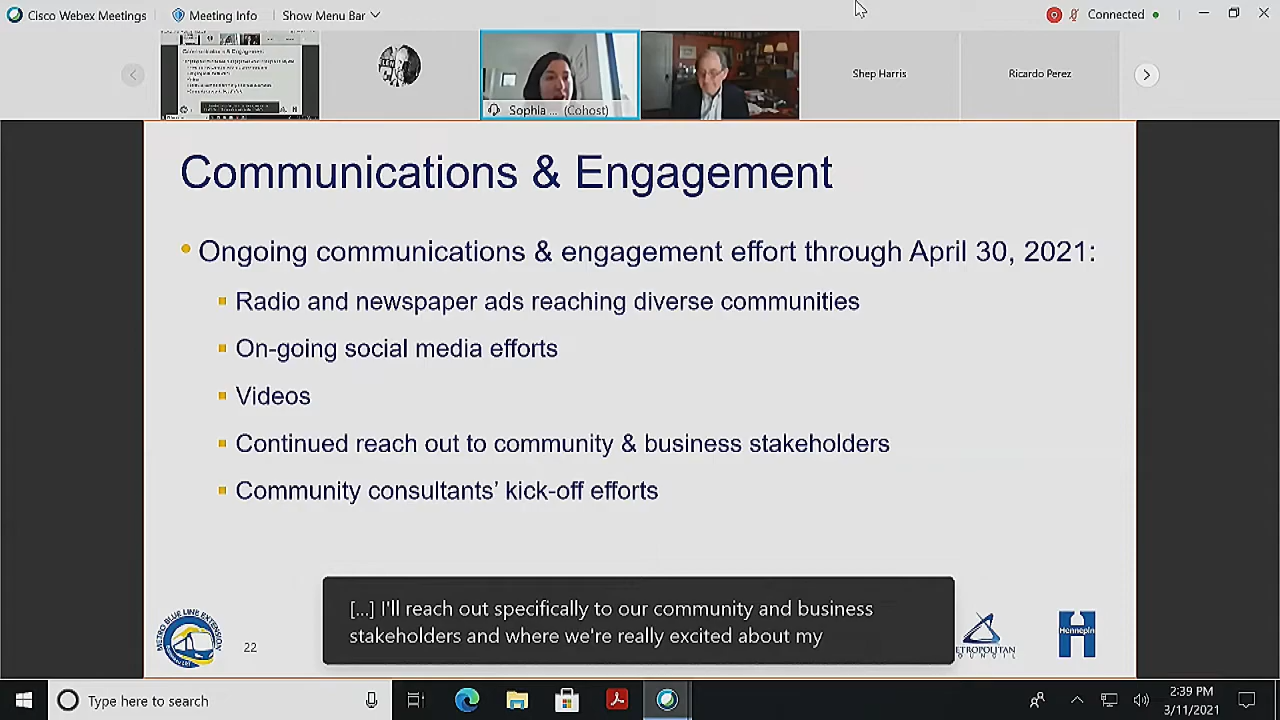 Cisco Webex Meetings
Meeting Info
Show Menu Bar
Connected
Communications & Engagement
Sophia ... (Cohost)
Shep Harris
Ricardo Perez
Communications & Engagement
• Ongoing communications & engagement effort through April 30, 2021:
▪ Radio and newspaper ads reaching diverse communities
▪ On-going social media efforts
▪ Videos
▪ Continued reach out to community & business stakeholders
▪ Community consultants’ kick-off efforts
[...] I'll reach out specifically to our community and business
stakeholders and where we're really excited about my
METRO BLUE LINE EXTENSION
22
ETROPOLITAN
COUNCIL
Hennepin
Type here to search
2:39 PM
3/11/2021